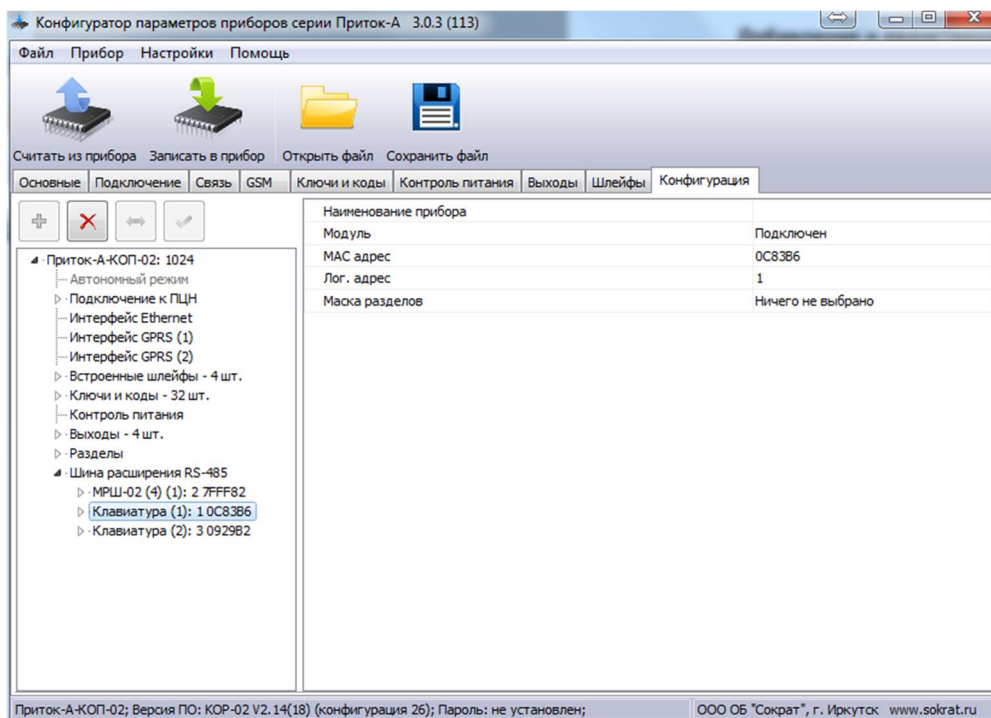 Конфигуратор параметров приборов серии Приток-А 3.0.3 (113)
Файл Прибор Настройки Помощь
Считать из прибора Записать в прибор Открыть файл Сохранить файл
Основные Подключение Связь GSM Ключи и коды Контроль питания Выходы Шлейфы Конфигурация
Наименование прибора
Модуль Подключен
MAC адрес 0C83B6
Лог. адрес 1
Маска разделов Ничего не выбрано
Приток-А-КОП-02: 1024
Автономный режим
Подключение к ПЦН
Интерфейс Ethernet
Интерфейс GPRS (1)
Интерфейс GPRS (2)
Встроенные шлейфы - 4 шт.
Ключи и коды - 32 шт.
Контроль питания
Выходы - 4 шт.
Разделы
Шина расширения RS-485
МРШ-02 (4) (1): 2 7FFF82
Клавиатура (1): 1 0C83B6
Клавиатура (2): 3 0929B2
Приток-А-КОП-02; Версия ПО: KOP-02 V2.14(18) (конфигурация 26); Пароль: не установлен; ООО ОБ "Сократ", г. Иркутск www.sokrat.ru